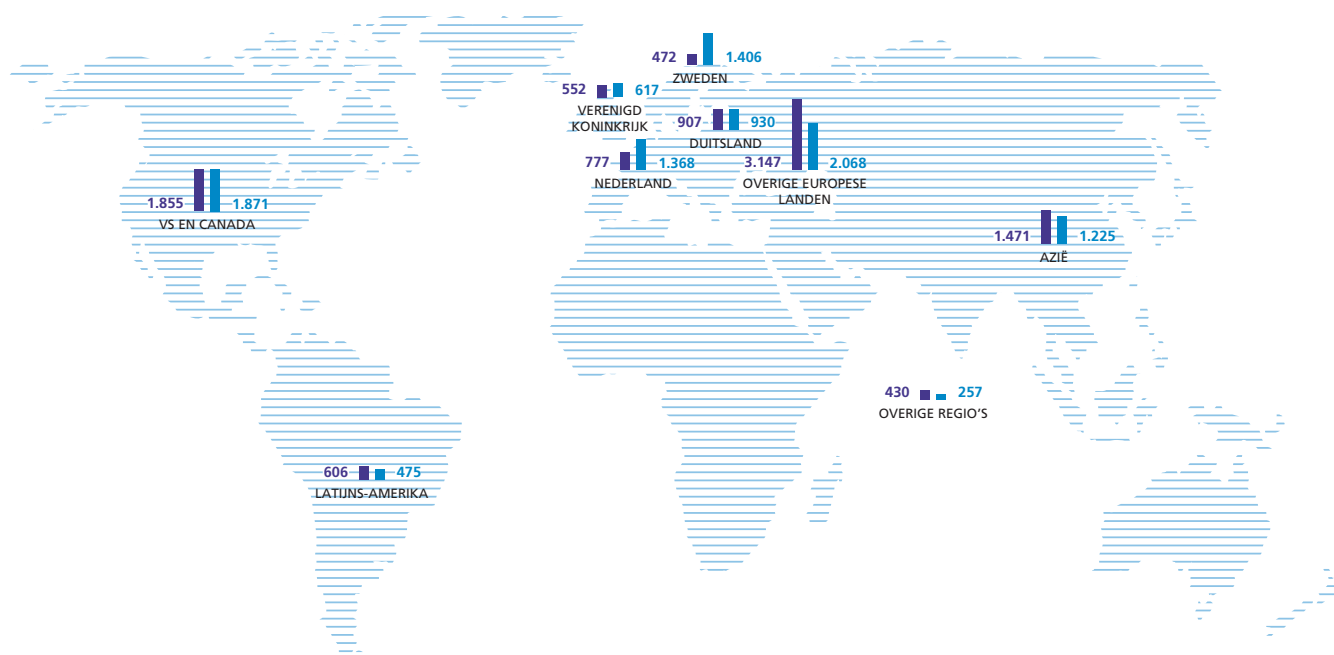 472 1.406
ZWEDEN
552 617
VERENIGD
KONINKRIJK
907 930
DUITSLAND
777 1.368
NEDERLAND
3.147 2.068
OVERIGE EUROPESE
LANDEN
1.855 1.871
VS EN CANADA
1.471 1.225
AZIË
430 257
OVERIGE REGIO'S
606 475
LATIJNS-AMERIKA